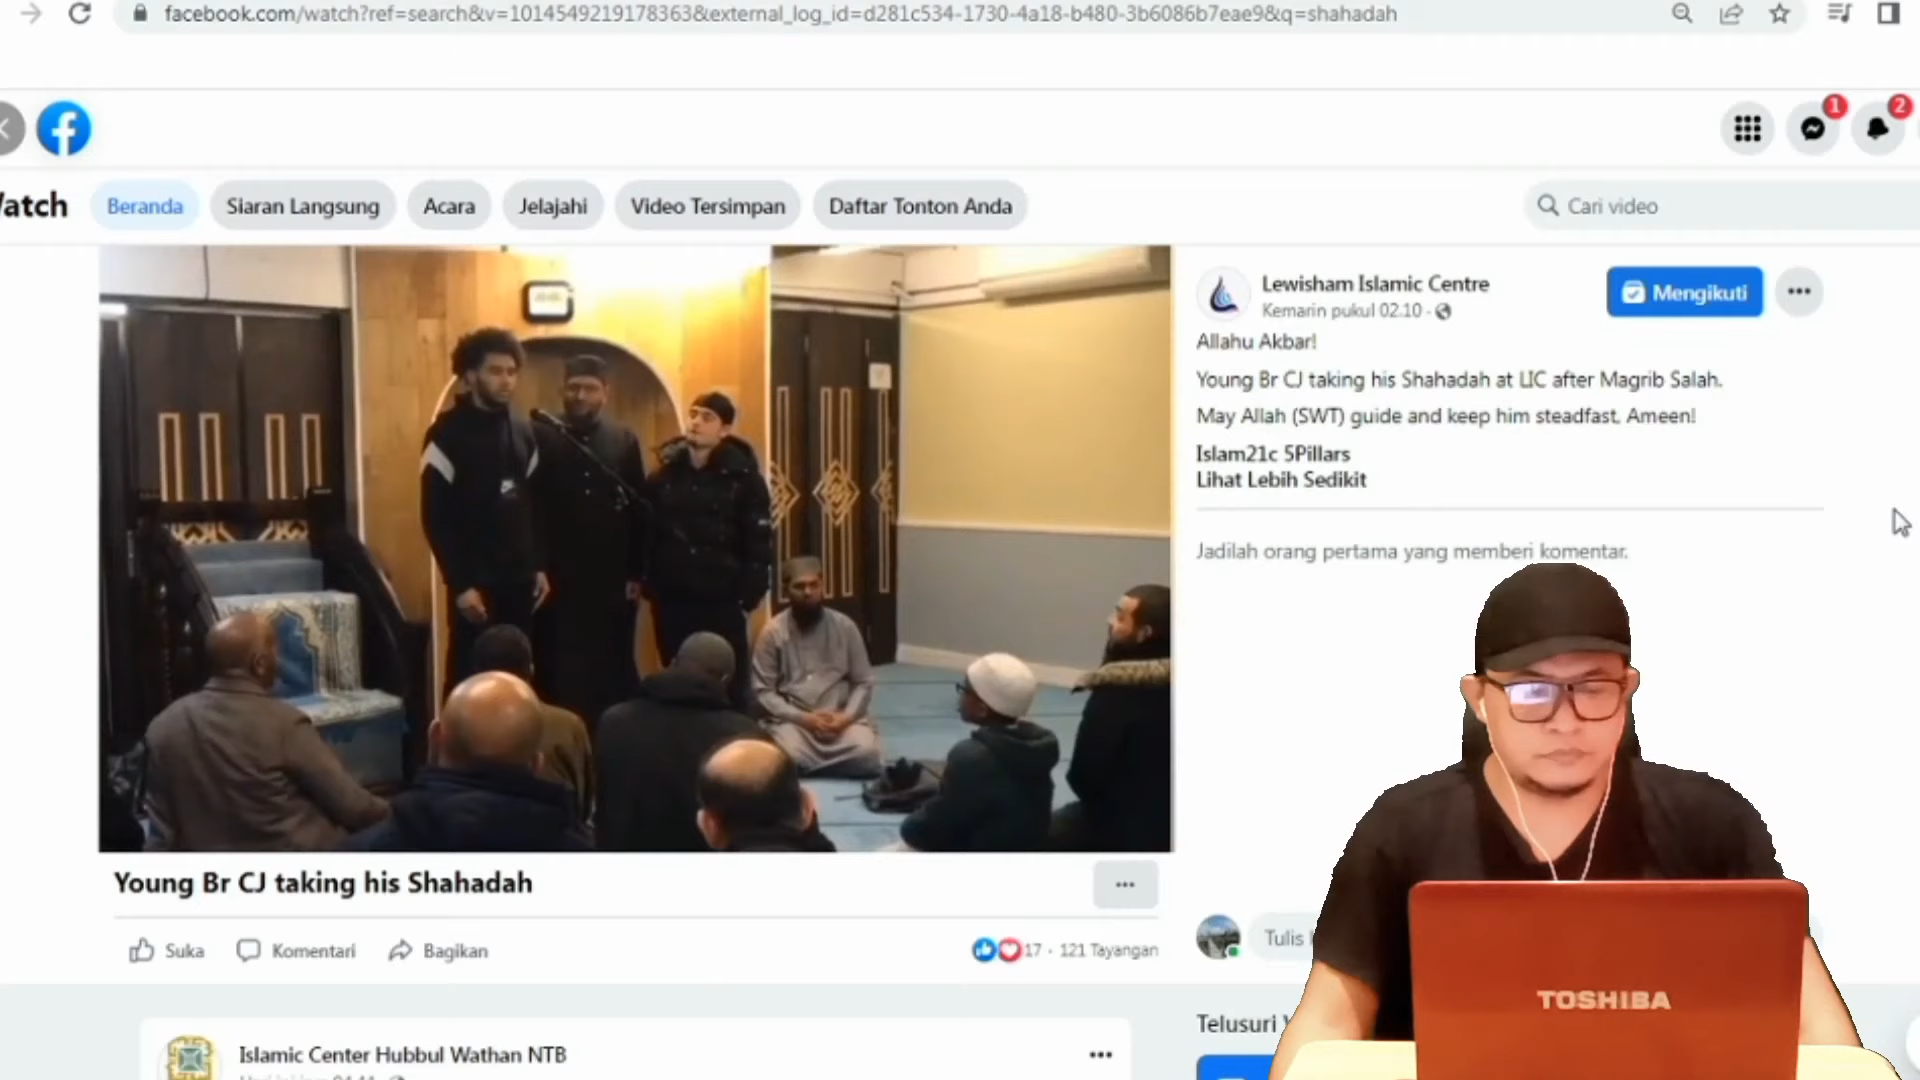 facebook.com/watch?ref=search&v=1014549219178363&external_log_id=d281c534-1730-4a18-b480-3b6086b7eae9&q=shahadah
1
2
Beranda
Siaran Langsung
Acara
Jelajahi
Video Tersimpan
Daftar Tonton Anda
Cari video
Lewisham Islamic Centre
Kemarin pukul 02.10 ·
Mengikuti
Allahu Akbar!
Young Br CJ taking his Shahadah at LIC after Magrib Salah.
May Allah (SWT) guide and keep him steadfast. Ameen!
Islam21c 5Pillars
Lihat Lebih Sedikit
Jadilah orang pertama yang memberi komentar.
Young Br CJ taking his Shahadah
Suka
Komentari
Bagikan
17 · 121 Tayangan
Tulis
Telusuri
TOSHIBA
Islamic Center Hubbul Wathan NTB